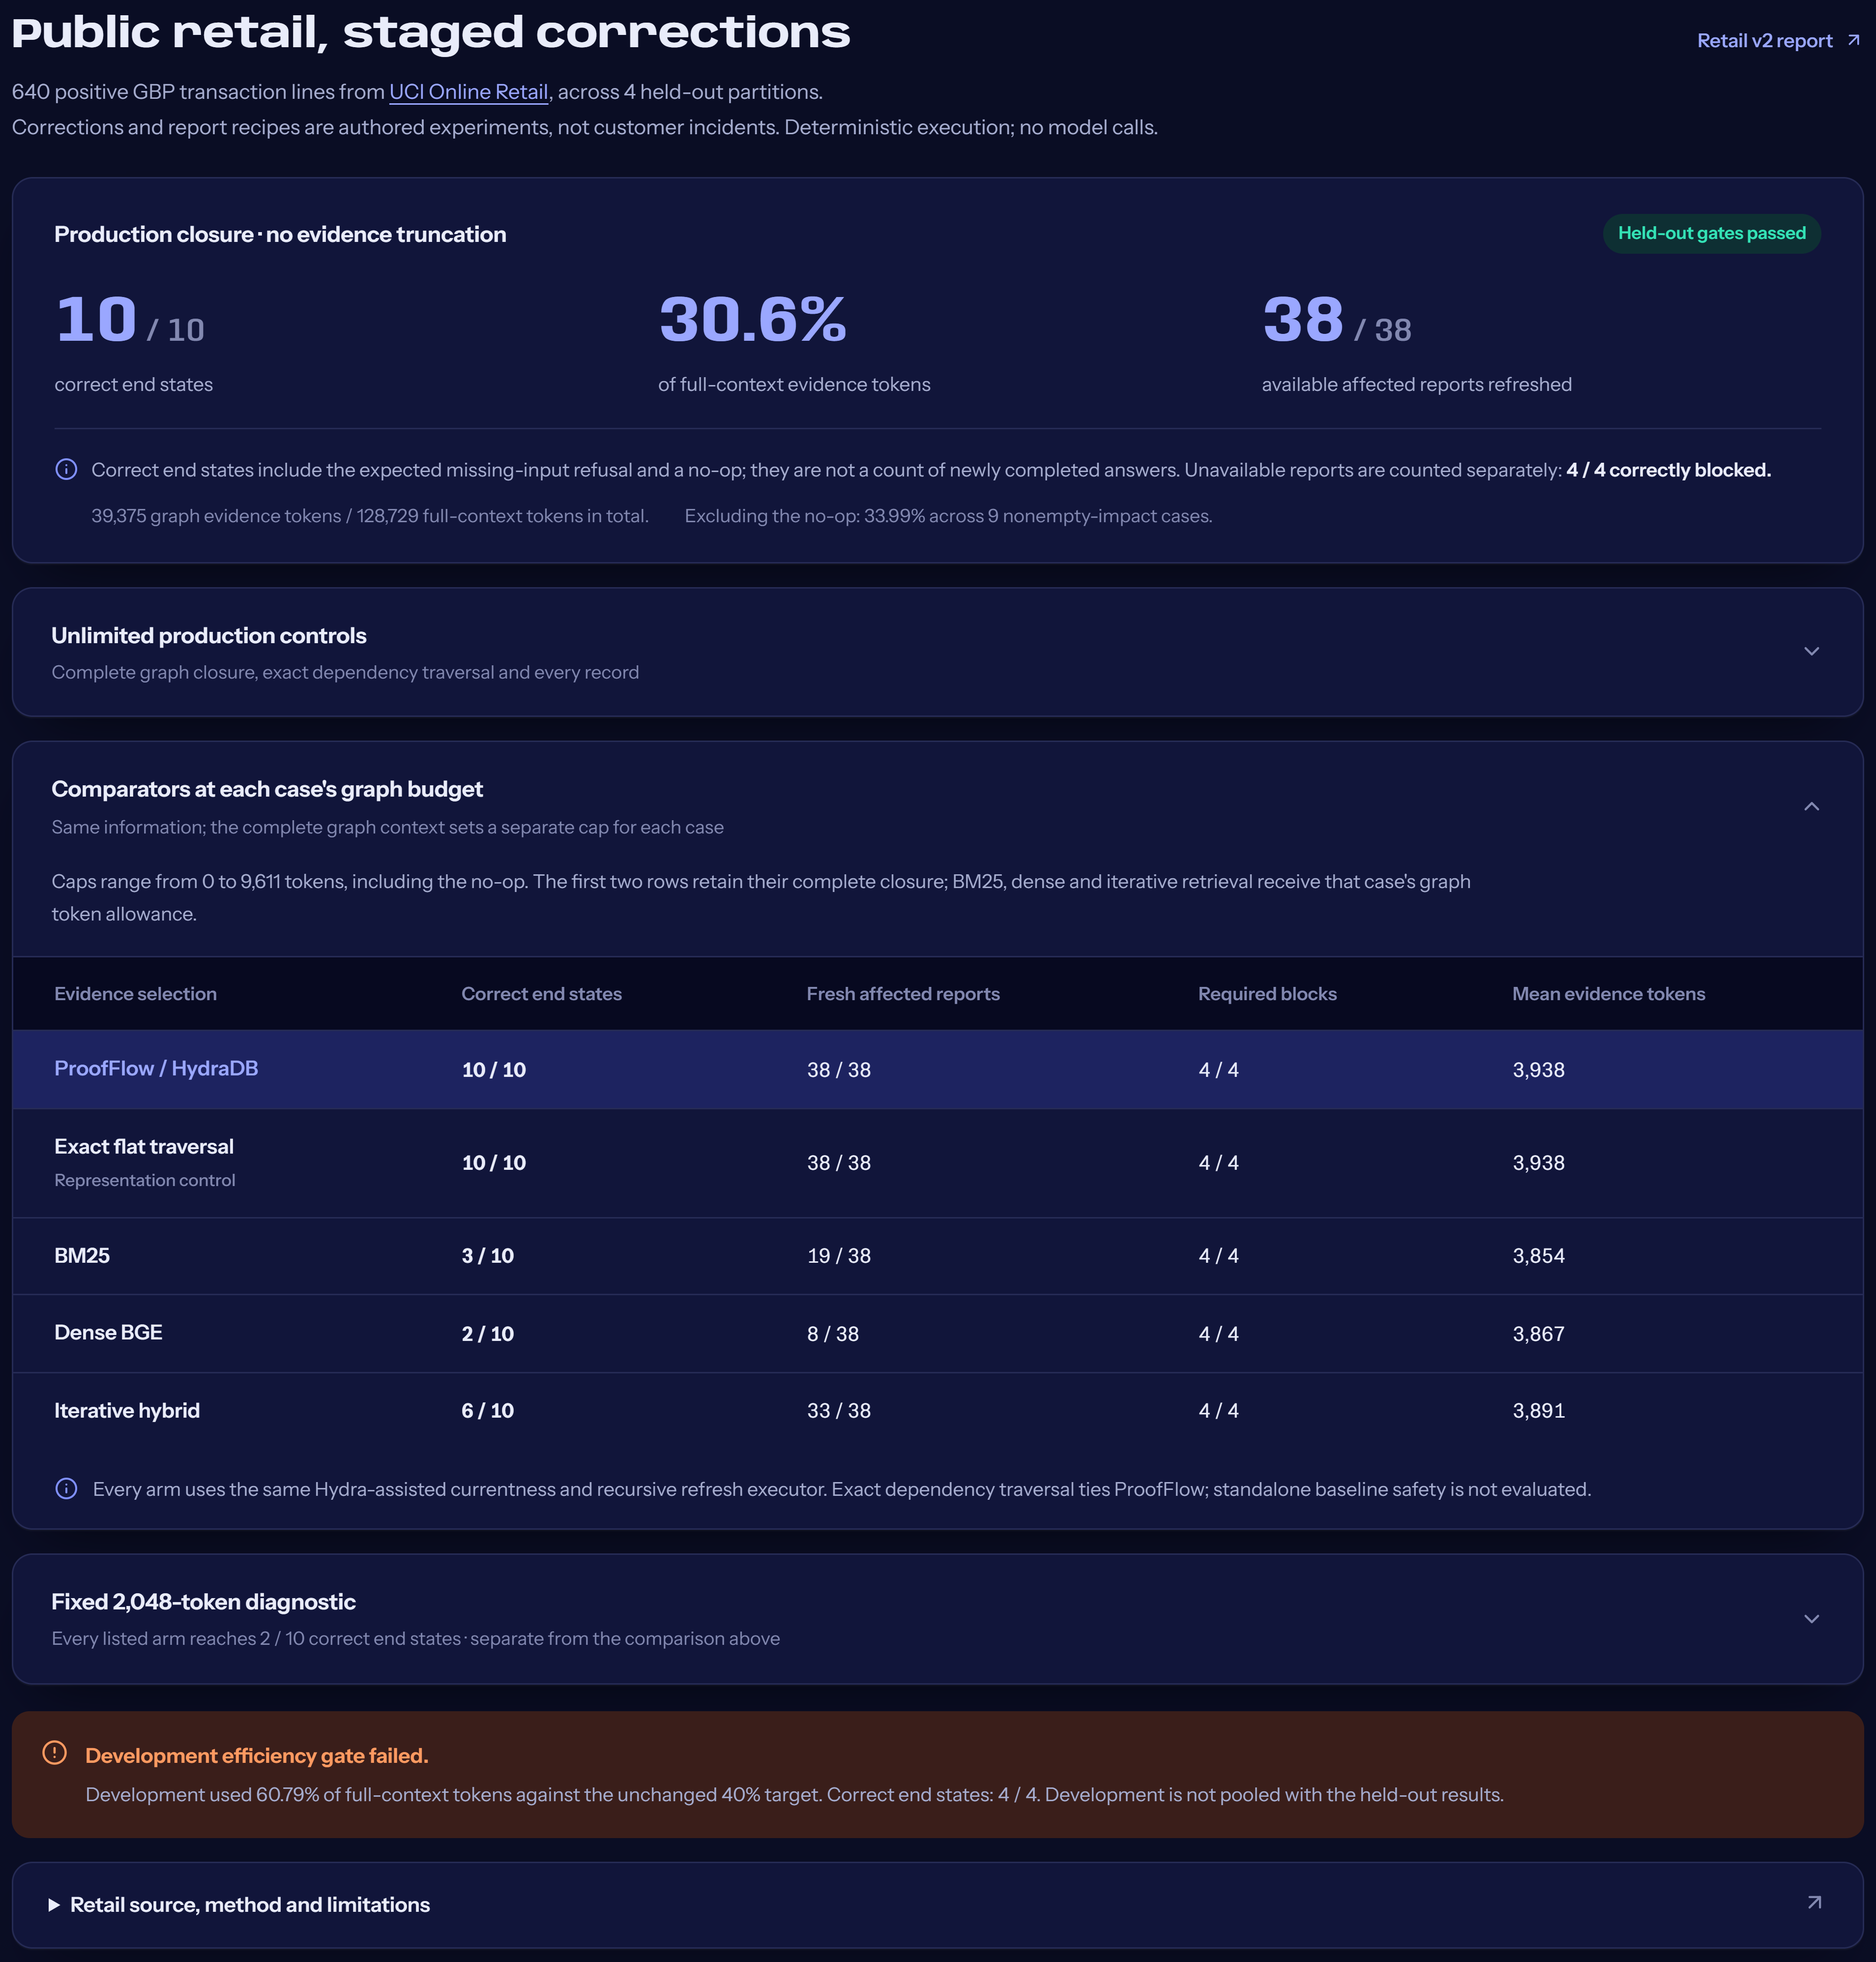 Public retail, staged corrections
Retail v2 report
640 positive GBP transaction lines from UCI Online Retail, across 4 held-out partitions.
Corrections and report recipes are authored experiments, not customer incidents. Deterministic execution; no model calls.
Production closure · no evidence truncation
Held-out gates passed
10 / 10
30.6%
38 / 38
correct end states
of full-context evidence tokens
available affected reports refreshed
Correct end states include the expected missing-input refusal and a no-op; they are not a count of newly completed answers. Unavailable reports are counted separately: 4 / 4 correctly blocked.
39,375 graph evidence tokens / 128,729 full-context tokens in total.
Excluding the no-op: 33.99% across 9 nonempty-impact cases.
Unlimited production controls
Complete graph closure, exact dependency traversal and every record
Comparators at each case's graph budget
Same information; the complete graph context sets a separate cap for each case
Caps range from 0 to 9,611 tokens, including the no-op. The first two rows retain their complete closure; BM25, dense and iterative retrieval receive that case's graph
token allowance.
Evidence selection Correct end states Fresh affected reports Required blocks Mean evidence tokens
ProofFlow / HydraDB 10 / 10 38 / 38 4 / 4 3,938
Exact flat traversal 10 / 10 38 / 38 4 / 4 3,938
Representation control
BM25 3 / 10 19 / 38 4 / 4 3,854
Dense BGE 2 / 10 8 / 38 4 / 4 3,867
Iterative hybrid 6 / 10 33 / 38 4 / 4 3,891
Every arm uses the same Hydra-assisted currentness and recursive refresh executor. Exact dependency traversal ties ProofFlow; standalone baseline safety is not evaluated.
Fixed 2,048-token diagnostic
Every listed arm reaches 2 / 10 correct end states · separate from the comparison above
Development efficiency gate failed.
Development used 60.79% of full-context tokens against the unchanged 40% target. Correct end states: 4 / 4. Development is not pooled with the held-out results.
Retail source, method and limitations